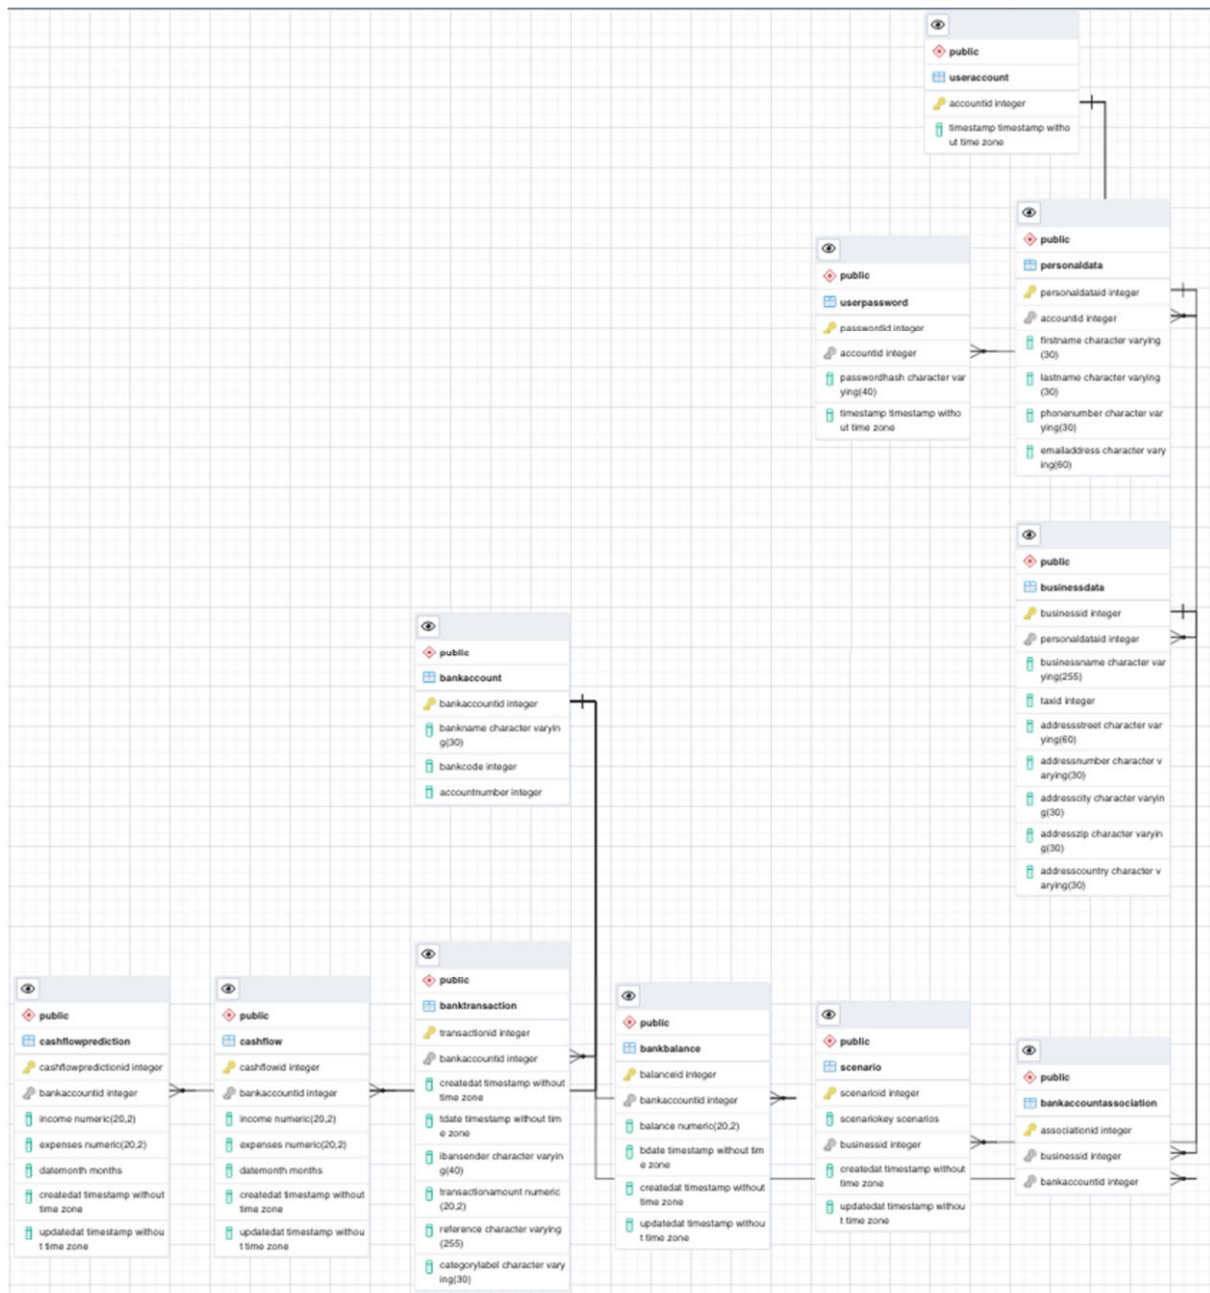 public
useraccount
accountid integer
timestamp timestamp witho
ut time zone
public
personaldata
personaldataid integer
accountid integer
firstname character varying
(30)
lastname character varying
(30)
phonenumber character var
ying(30)
emailaddress character vary
ing(60)
public
userpassword
passwordid integer
accountid integer
passwordhash character var
ying(40)
timestamp timestamp witho
ut time zone
public
businessdata
businessid integer
personaldataid integer
businessname character var
ying(255)
taxid integer
addressstreet character var
ying(60)
addressnumber character v
arying(30)
addresscity character varyin
g(30)
addresszip character varyin
g(30)
addresscountry character v
arying(30)
public
bankaccount
bankaccountid integer
bankname character varyin
g(30)
bankcode integer
accountnumber integer
public
cashflowprediction
cashflowpredictionid integer
bankaccountid integer
income numeric(20,2)
expenses numeric(20,2)
datemonth months
createdat timestamp without
time zone
updatedat timestamp withou
t time zone
public
cashflow
cashflowid integer
bankaccountid integer
income numeric(20,2)
expenses numeric(20,2)
datemonth months
createdat timestamp without
time zone
updatedat timestamp withou
t time zone
public
banktransaction
transactionid integer
bankaccountid integer
createdat timestamp without
time zone
tdate timestamp without tim
e zone
ibansender character varyin
g(40)
transactionamount numeric
(20,2)
reference character varying
(255)
categorylabel character vary
ing(30)
public
bankbalance
balanceid integer
bankaccountid integer
balance numeric(20,2)
bdate timestamp without tim
e zone
createdat timestamp without
time zone
updatedat timestamp withou
t time zone
public
scenario
scenarioid integer
scenariokey scenarios
businessid integer
createdat timestamp without
time zone
updatedat timestamp withou
t time zone
public
bankaccountassociation
associationid integer
businessid integer
bankaccountid integer